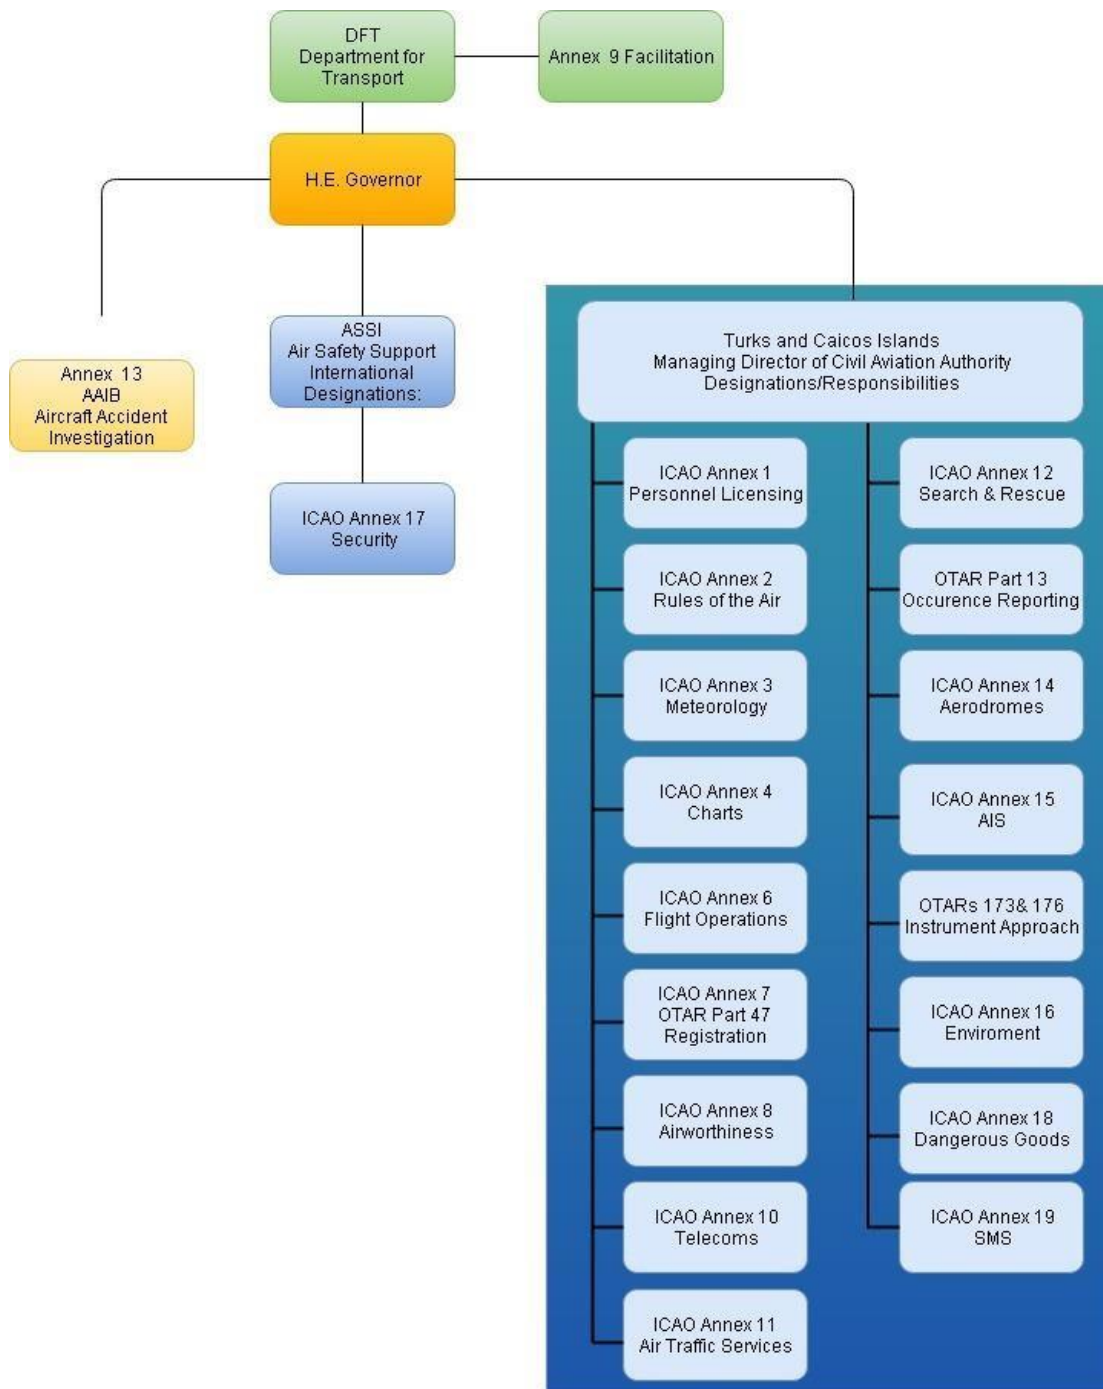 DFT
Department for
Transport
Annex 9 Facilitation
H.E. Governor
Annex 13
AAIB
Aircraft Accident
Investigation
ASSI
Air Safety Support
International
Designations:
ICAO Annex 17
Security
Turks and Caicos Islands
Managing Director of Civil Aviation Authority
Designations/Responsibilities
ICAO Annex 1
Personnel Licensing
ICAO Annex 2
Rules of the Air
ICAO Annex 3
Meteorology
ICAO Annex 4
Charts
ICAO Annex 6
Flight Operations
ICAO Annex 7
OTAR Part 47
Registration
ICAO Annex 8
Airworthiness
ICAO Annex 10
Telecoms
ICAO Annex 11
Air Traffic Services
ICAO Annex 12
Search & Rescue
OTAR Part 13
Occurence Reporting
ICAO Annex 14
Aerodromes
ICAO Annex 15
AIS
OTARs 173& 176
Instrument Approach
ICAO Annex 16
Enviroment
ICAO Annex 18
Dangerous Goods
ICAO Annex 19
SMS